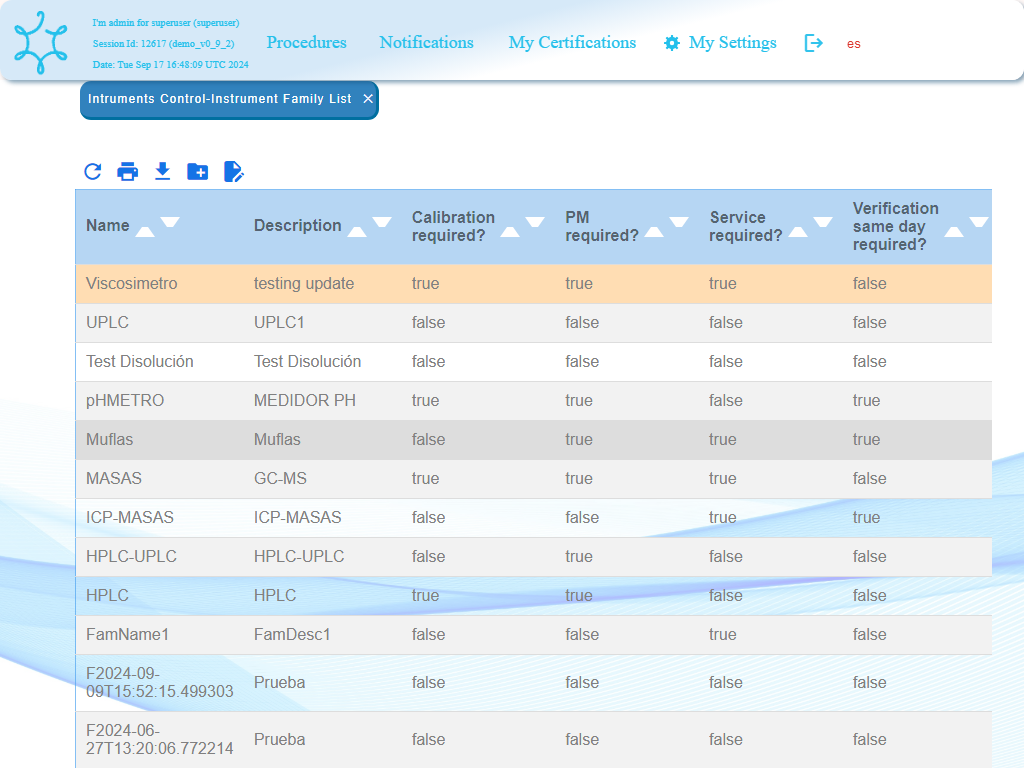 I'm admin for superuser (superuser)
Session Id: 12617 (demo_v0_9_2)
Date: Tue Sep 17 16:48:09 UTC 2024
Procedures Notifications My Certifications My Settings es
Intruments Control-Instrument Family List ×
Name Description Calibration required? PM required? Service required? Verification same day required?
Viscosimetro testing update true true true false
UPLC UPLC1 false false false false
Test Disolución Test Disolución false false false false
pHMETRO MEDIDOR PH true true false true
Muflas Muflas false true true true
MASAS GC-MS true true true false
ICP-MASAS ICP-MASAS false false true true
HPLC-UPLC HPLC-UPLC false true false false
HPLC HPLC true true false false
FamName1 FamDesc1 false false true false
F2024-09-
09T15:52:15.499303 Prueba false false false false
F2024-06-
27T13:20:06.772214 Prueba false false false false